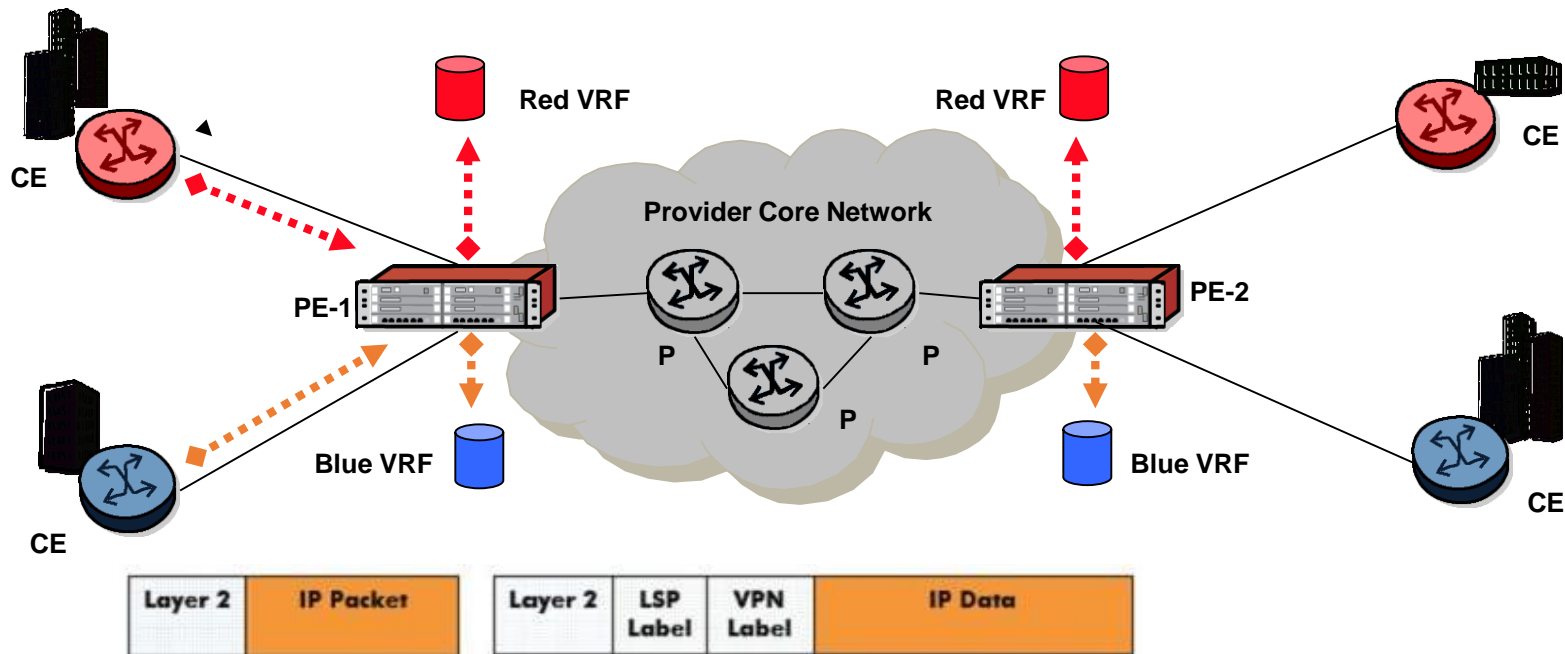 Red VRF
Red VRF
CE
CE
Provider Core Network
PE-1
PE-2
P
P
P
Blue VRF
Blue VRF
CE
CE
Layer 2
IP Packet
Layer 2
LSP
Label
VPN
Label
IP Data